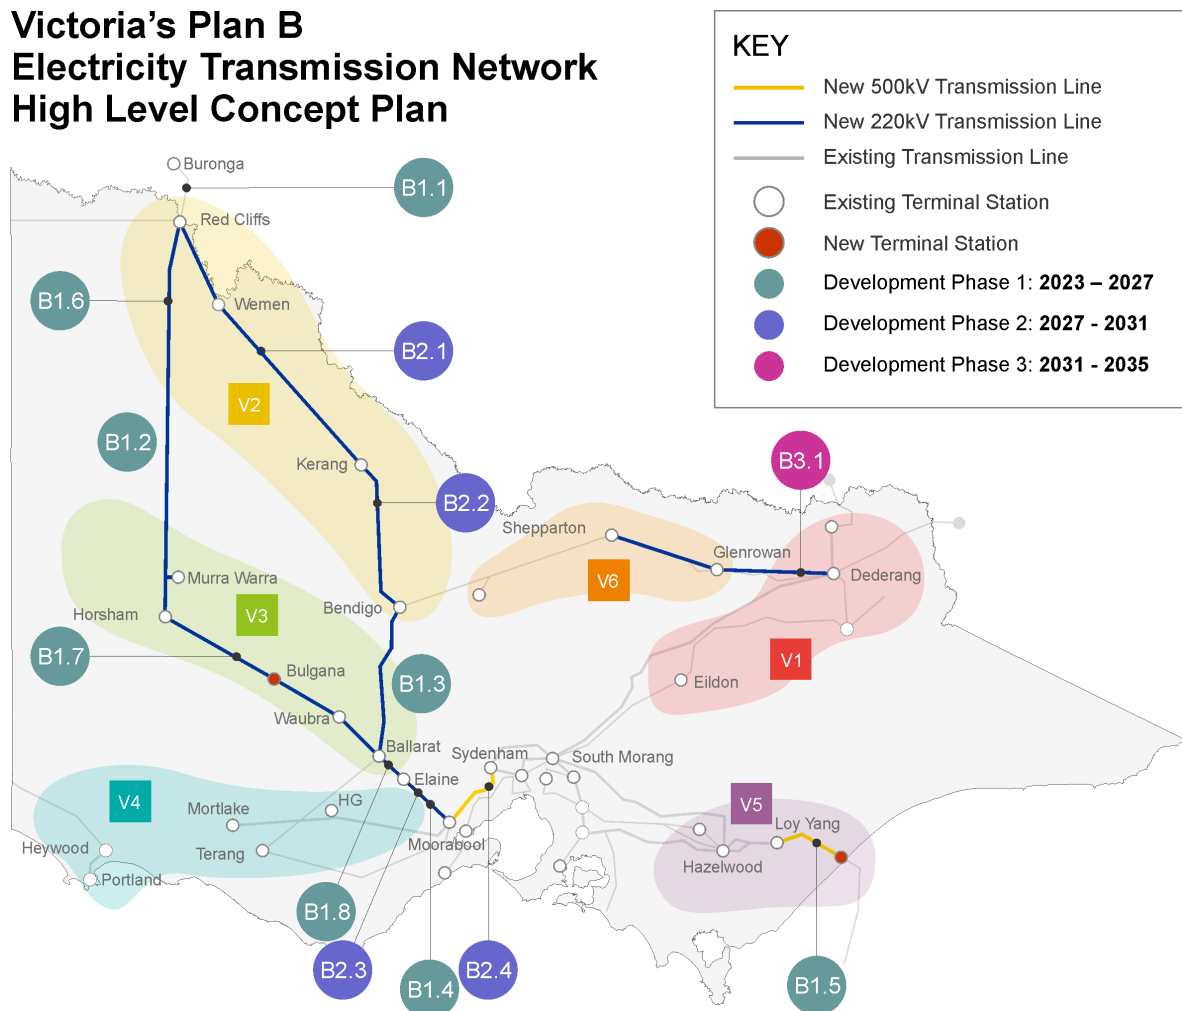 Victoria's Plan B
Electricity Transmission Network
High Level Concept Plan
KEY
New 500kV Transmission Line
New 220kV Transmission Line
Existing Transmission Line
Existing Terminal Station
New Terminal Station
Development Phase 1: 2023 – 2027
Development Phase 2: 2027 - 2031
Development Phase 3: 2031 - 2035
Buronga
B1.1
Red Cliffs
B1.6
Wemen
B2.1
V2
B1.2
Kerang
B3.1
B2.2
Shepparton
Glenrowan
Murra Warra
V6
Dederang
Horsham
V3
Bendigo
B1.7
Bulgana
B1.3
V1
Eildon
Waubra
Ballarat
Sydenham
South Morang
Elaine
V4
HG
V5
Mortlake
Loy Yang
Heywood
Terang
Moorabool
Hazelwood
Portland
B1.8
B2.3
B1.4
B2.4
B1.5